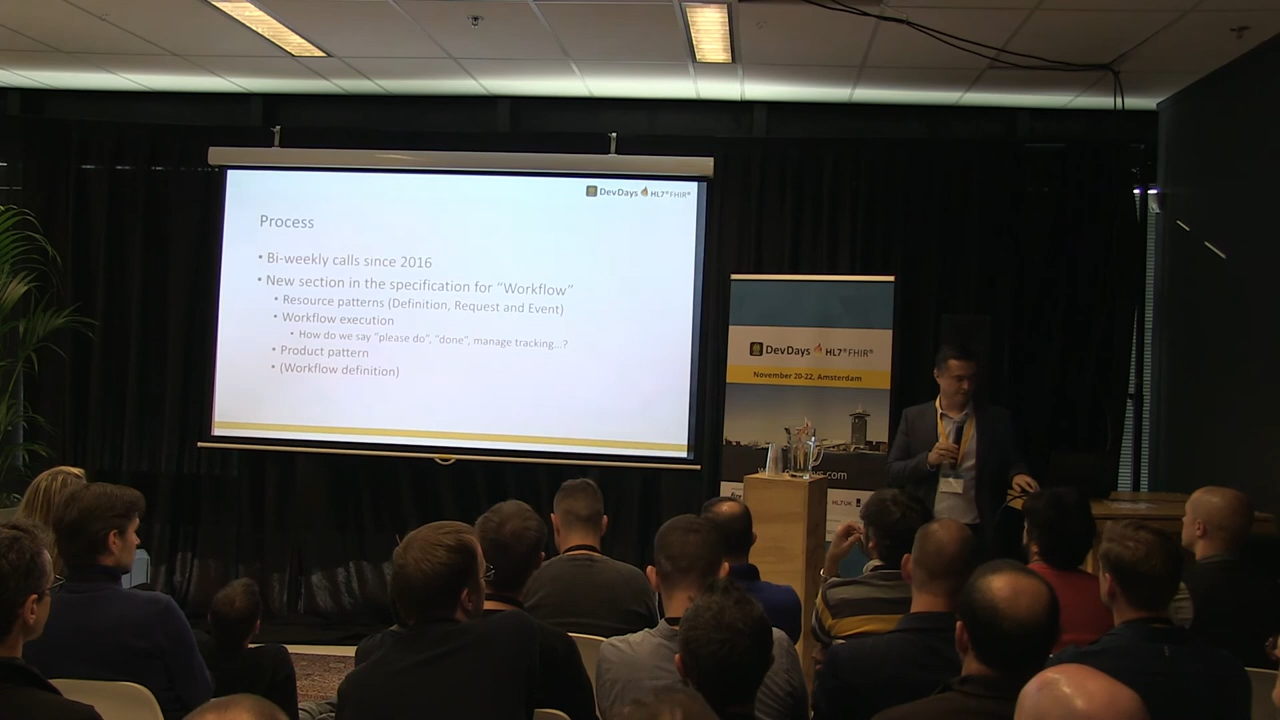 DevDays HL7® FHIR®
Process
• Bi-weekly calls since 2016
• New section in the specification for “Workflow”
• Resource patterns (Definition, Request and Event)
• Workflow execution
• How do we say “please do”, “done”, manage tracking...?
• Product pattern
• (Workflow definition)
DevDays HL7® FHIR®
November 20-22, Amsterdam
HL7UK